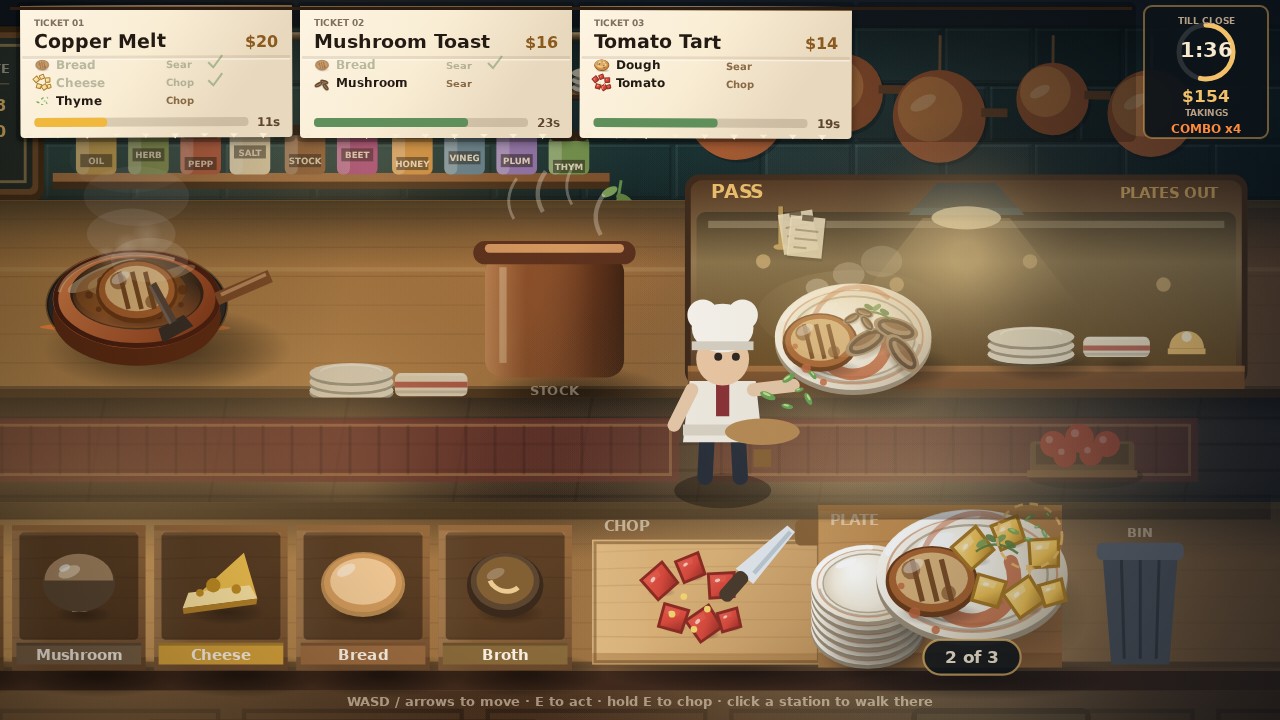 TICKET 01
Copper Melt $20
Bread Sear
Cheese Chop
Thyme Chop
11s
TICKET 02
Mushroom Toast $16
Bread Sear
Mushroom Sear
23s
TICKET 03
Tomato Tart $14
Dough Sear
Tomato Chop
19s
TILL CLOSE
1:36
$154
TAKINGS
COMBO x4
OIL
HERB
PEPP
SALT
STOCK
BEET
HONEY
VINEG
PLUM
THYM
PASS
PLATES OUT
STOCK
CHOP
PLATE
BIN
Mushroom
Cheese
Bread
Broth
2 of 3
WASD / arrows to move · E to act · hold E to chop · click a station to walk there